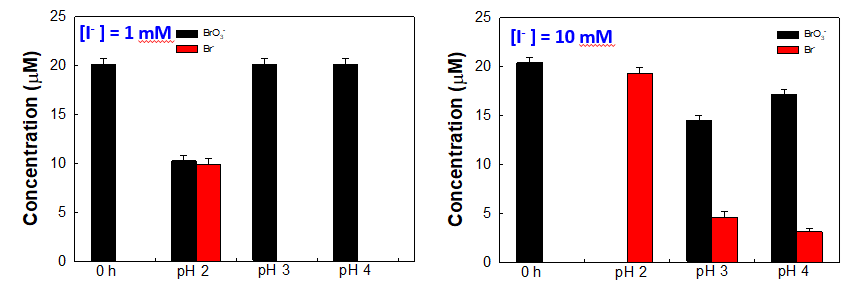 [I- ] = 1 mM
BrO3-
Br-
Concentration (μM)
25
20
15
10
5
0
0 h
pH 2
pH 3
pH 4
[I- ] = 10 mM
BrO3-
Br-
Concentration (μM)
25
20
15
10
5
0
0 h
pH 2
pH 3
pH 4